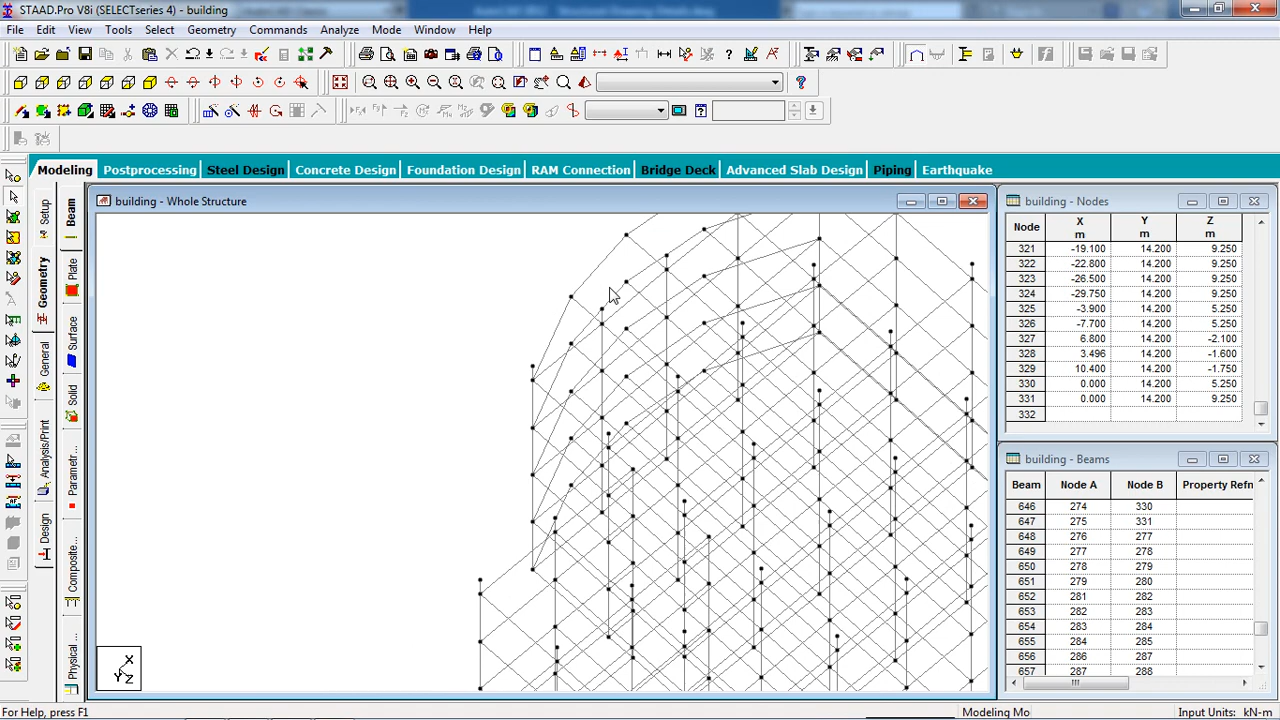 STAAD.Pro V8i (SELECTseries 4) - building
File Edit View Tools Select Geometry Commands Analyze Mode Window Help
Modeling Postprocessing Steel Design Concrete Design Foundation Design RAM Connection Bridge Deck Advanced Slab Design Piping Earthquake
Setup
Geometry
General
Analysis/Print
Design
Beam
Plate
Surface
Solid
Parametr...
Composite...
Physical ...
building - Whole Structure
X
Y
Z
building - Nodes
Node X m Y m Z m
321 -19.100 14.200 9.250
322 -22.800 14.200 9.250
323 -26.500 14.200 9.250
324 -29.750 14.200 9.250
325 -3.900 14.200 5.250
326 -7.700 14.200 5.250
327 6.800 14.200 -2.100
328 3.496 14.200 -1.600
329 10.400 14.200 -1.750
330 0.000 14.200 5.250
331 0.000 14.200 9.250
332
building - Beams
Beam Node A Node B Property Refn
646 274 330
647 275 331
648 276 277
649 277 278
650 278 279
651 279 280
652 281 282
653 282 283
654 283 284
655 284 285
656 286 287
657 287 288
For Help, press F1
Modeling Mo
Input Units: kN-m